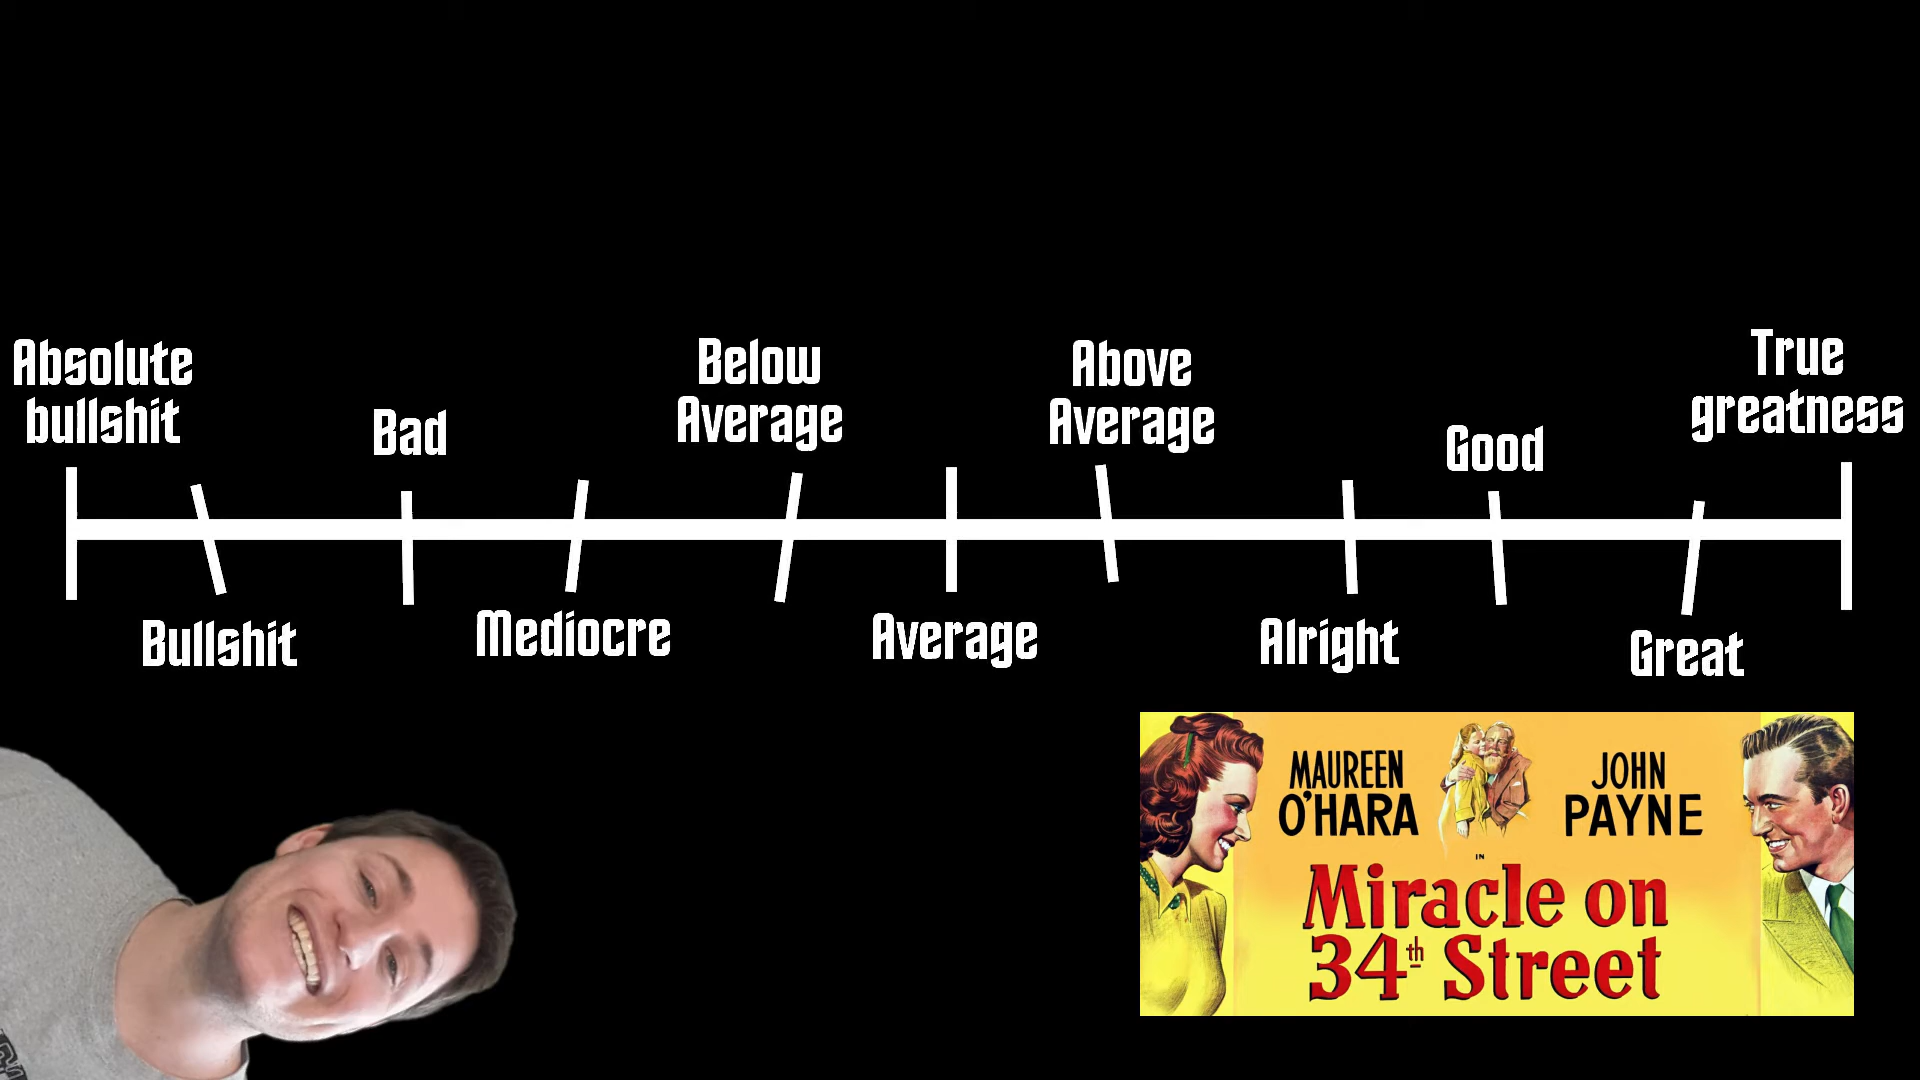 Absolute
bullshit
Bullshit
Bad
Mediocre
Below
Average
Average
Above
Average
Alright
Good
Great
True
greatness
MAUREEN
O'HARA
JOHN
PAYNE
IN
Miracle on
34th Street